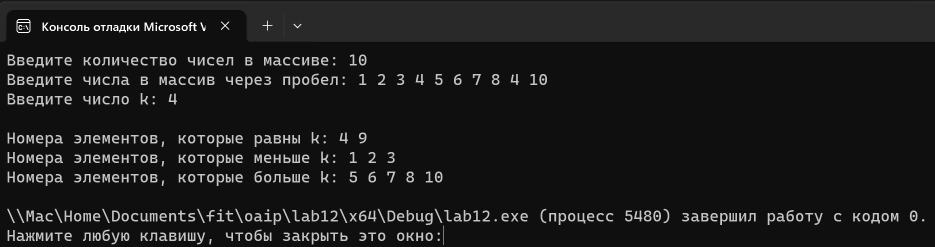 Консоль отладки Microsoft V
Введите количество чисел в массиве: 10
Введите числа в массив через пробел: 1 2 3 4 5 6 7 8 4 10
Введите число k: 4
Номера элементов, которые равны k: 4 9
Номера элементов, которые меньше k: 1 2 3
Номера элементов, которые больше k: 5 6 7 8 10
\\Mac\Home\Documents\fit\oaip\lab12\x64\Debug\lab12.exe (процесс 5480) завершил работу с кодом 0.
Нажмите любую клавишу, чтобы закрыть это окно: